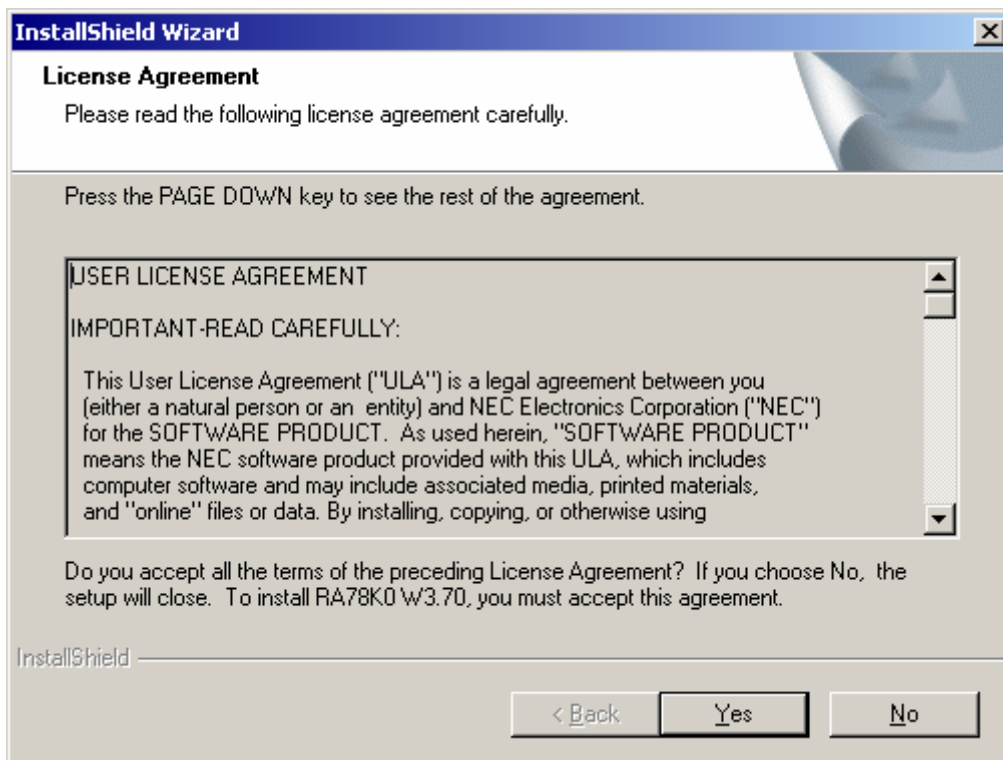 InstallShield Wizard
License Agreement
Please read the following license agreement carefully.
Press the PAGE DOWN key to see the rest of the agreement.
USER LICENSE AGREEMENT
IMPORTANT-READ CAREFULLY:
This User License Agreement ("ULA") is a legal agreement between you
(either a natural person or an  entity) and NEC Electronics Corporation ("NEC")
for the SOFTWARE PRODUCT.  As used herein, "SOFTWARE PRODUCT"
means the NEC software product provided with this ULA, which includes
computer software and may include associated media, printed materials,
and "online" files or data. By installing, copying, or otherwise using
Do you accept all the terms of the preceding License Agreement?  If you choose No,  the
setup will close.  To install RA78K0 W3.70, you must accept this agreement.
InstallShield
< Back
Yes
No